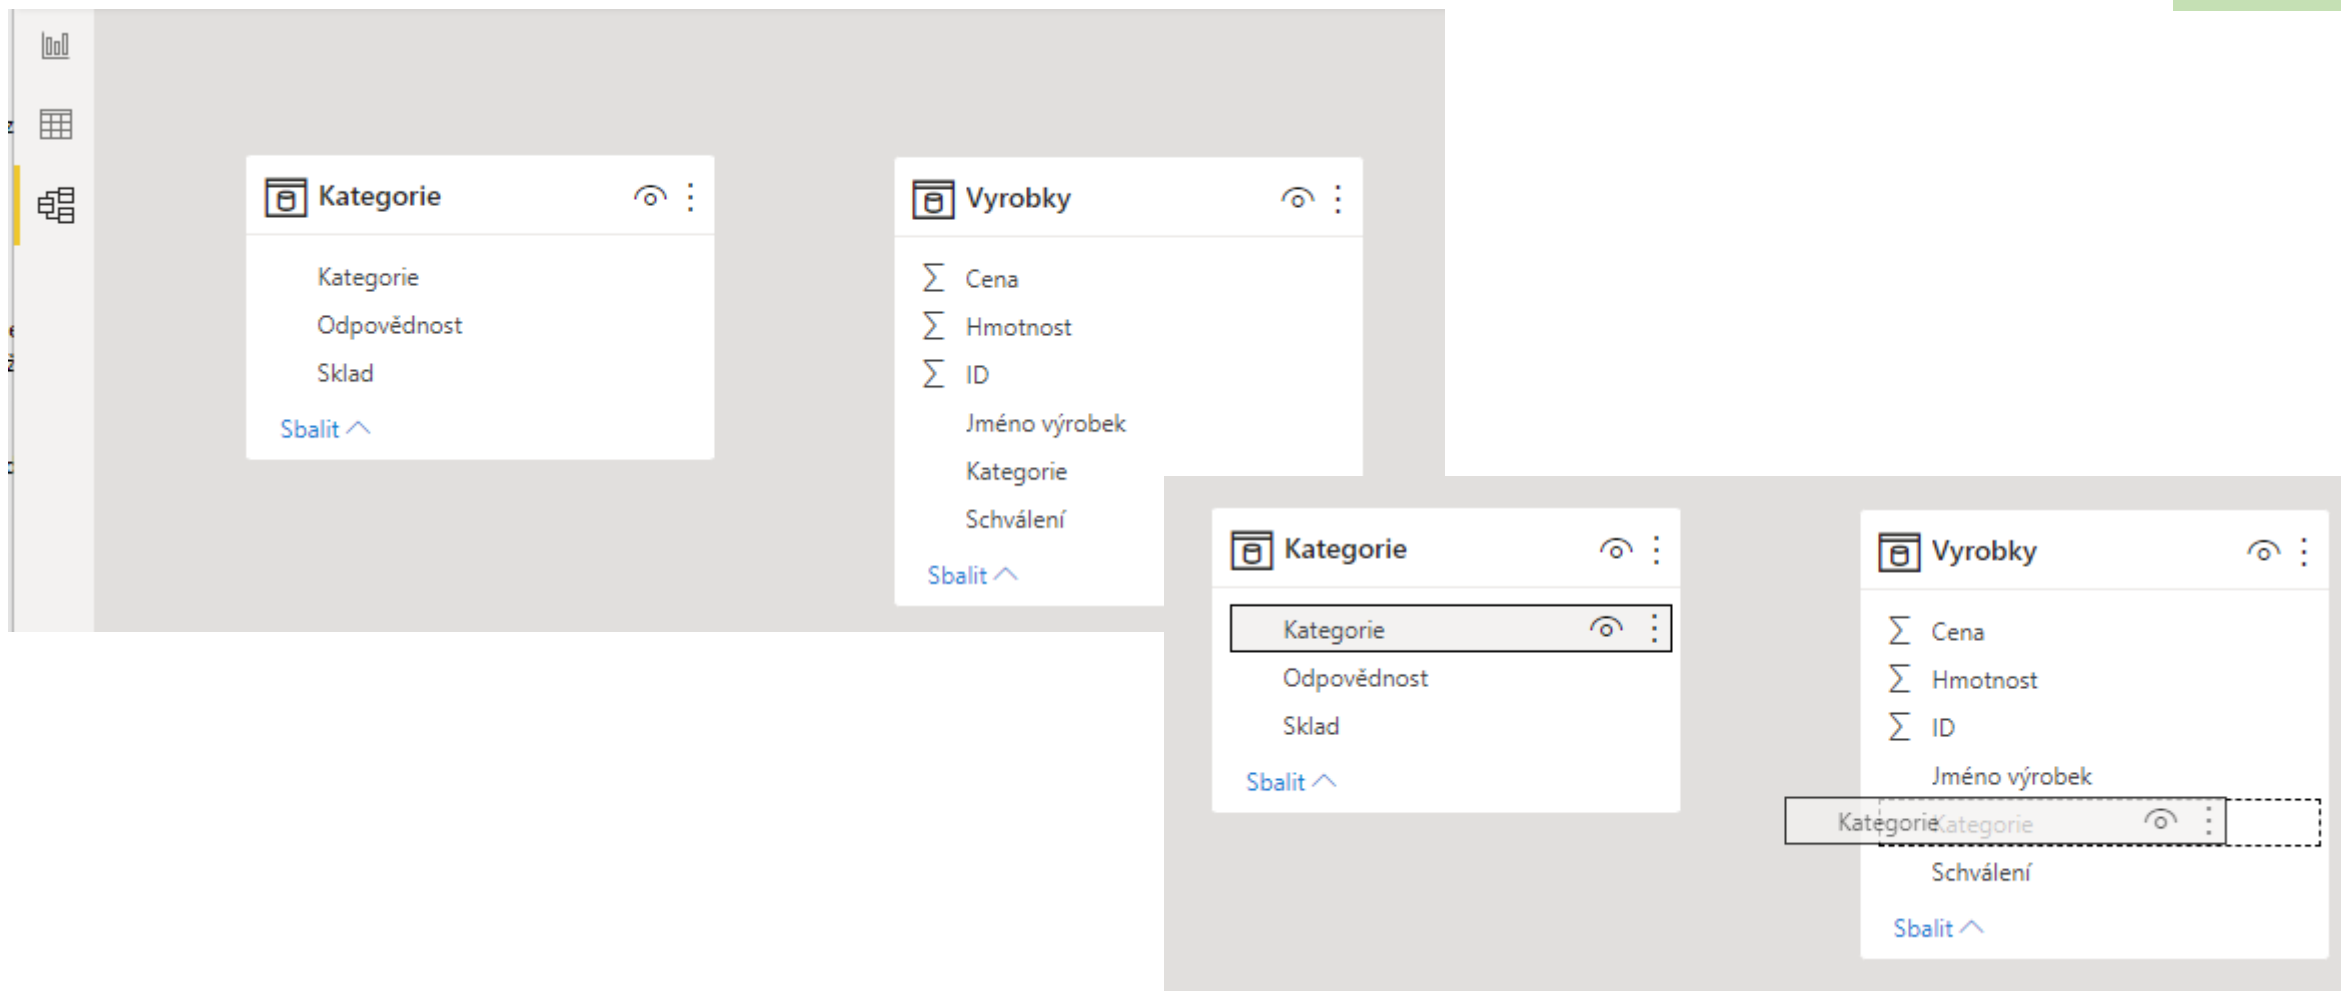 Kategorie
Kategorie
Odpovědnost
Sklad
Sbalit
Vyrobky
Cena
Hmotnost
ID
Jméno výrobek
Kategorie
Schválení
Sbalit
Kategorie
Kategorie
Odpovědnost
Sklad
Sbalit
Vyrobky
Cena
Hmotnost
ID
Jméno výrobek
Kategorie Kategorie
Schválení
Sbalit